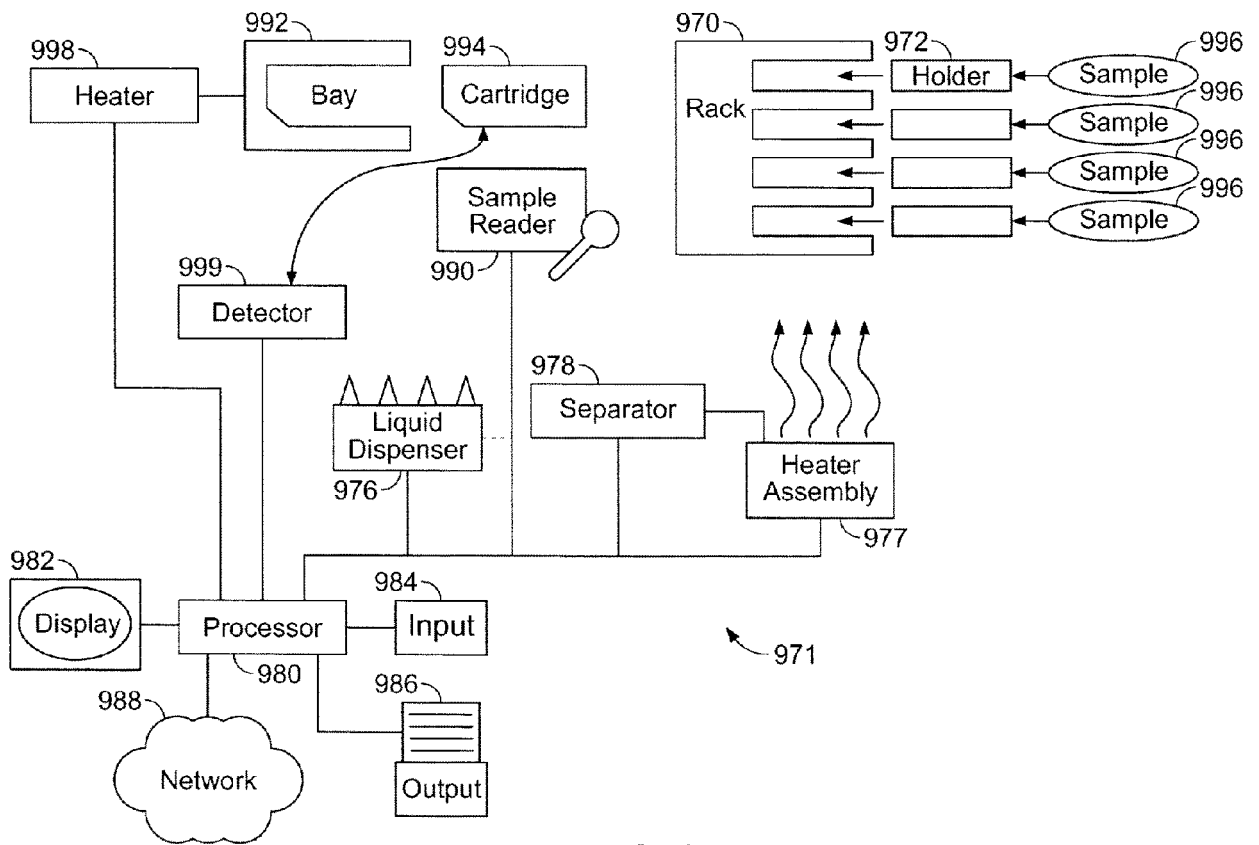 998
992
994
970
972
996
Heater
Bay
Cartridge
Holder
Sample
996
Rack
Sample
996
Sample
996
Sample
Sample
Reader
990
999
Detector
978
Separator
Liquid
Dispenser
976
Heater
Assembly
977
982
984
Display
Processor
Input
980
971
986
988
Network
Output